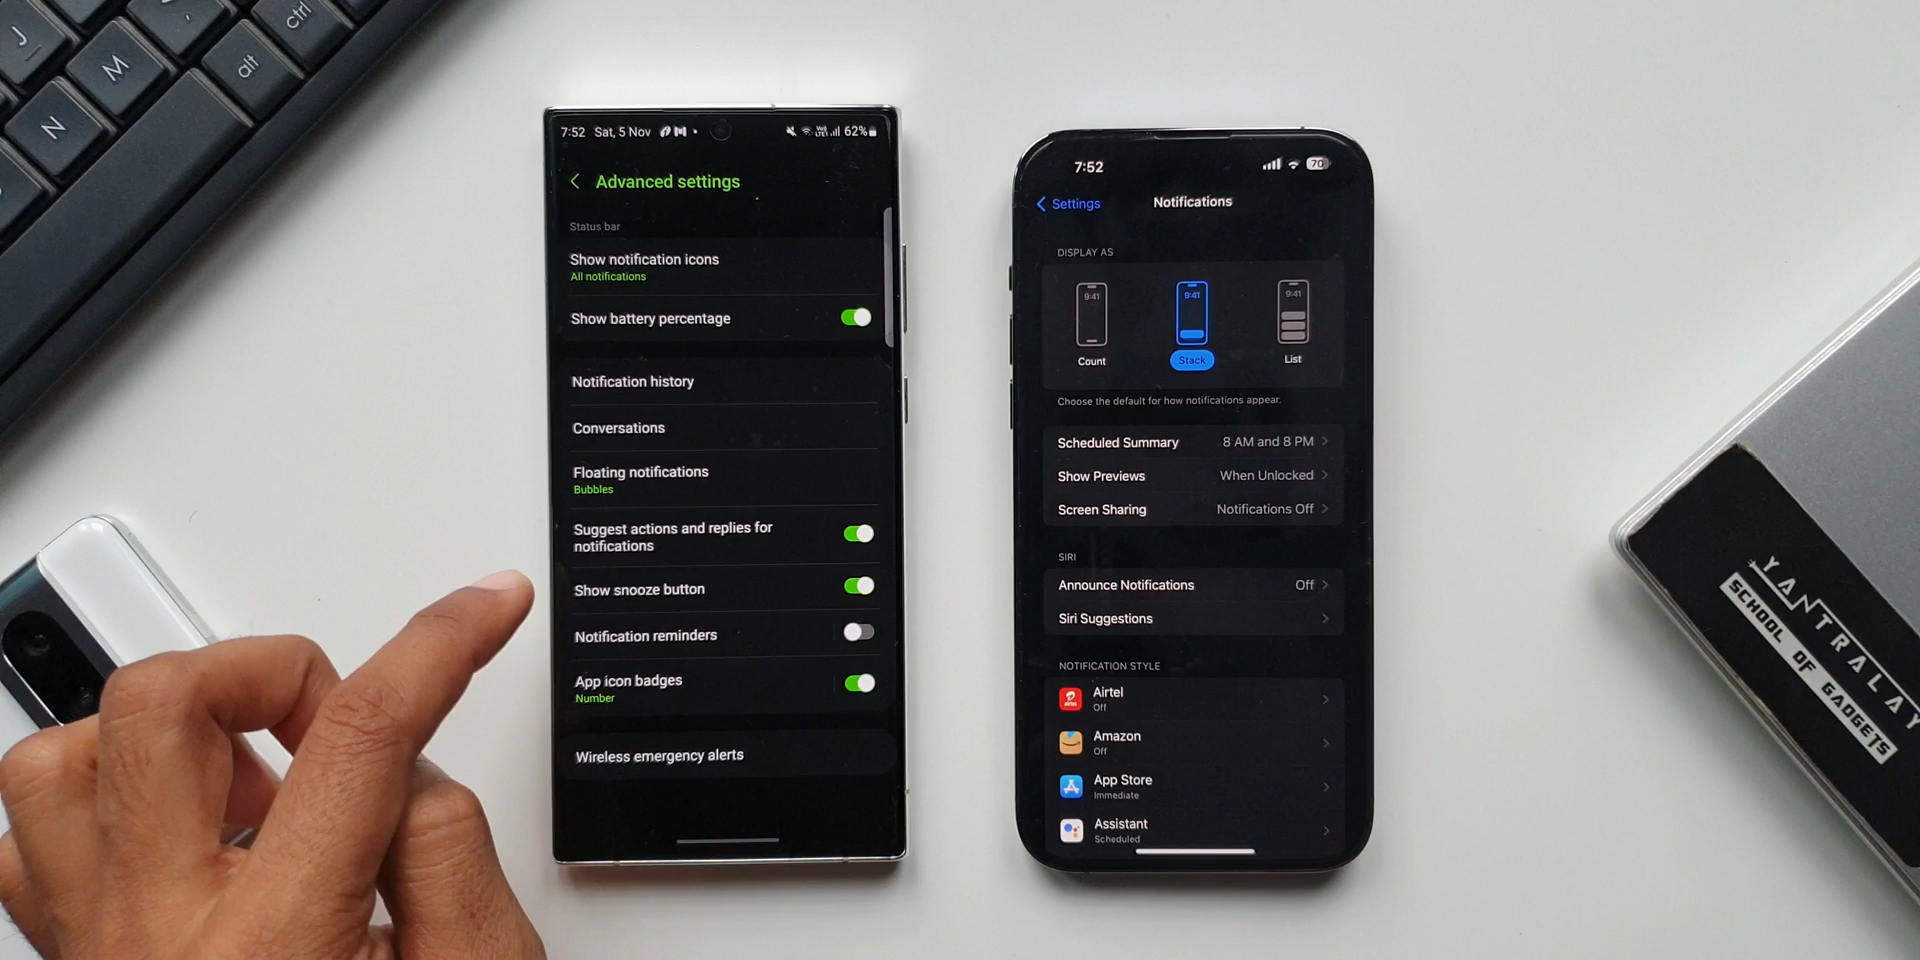 J
M
N
alt
ctrl
7:52 Sat, 5 Nov
62%
Advanced settings
Status bar
Show notification icons
All notifications
Show battery percentage
Notification history
Conversations
Floating notifications
Bubbles
Suggest actions and replies for
notifications
Show snooze button
Notification reminders
App icon badges
Number
Wireless emergency alerts
7:52
70
Settings
Notifications
DISPLAY AS
9:41
9:41
9:41
Count
Stack
List
Choose the default for how notifications appear.
Scheduled Summary 8 AM and 8 PM
Show Previews When Unlocked
Screen Sharing Notifications Off
SIRI
Announce Notifications Off
Siri Suggestions
NOTIFICATION STYLE
airtel
Airtel
Off
Amazon
Off
App Store
Immediate
Assistant
Scheduled
YANTRALAY
SCHOOL OF GADGETS